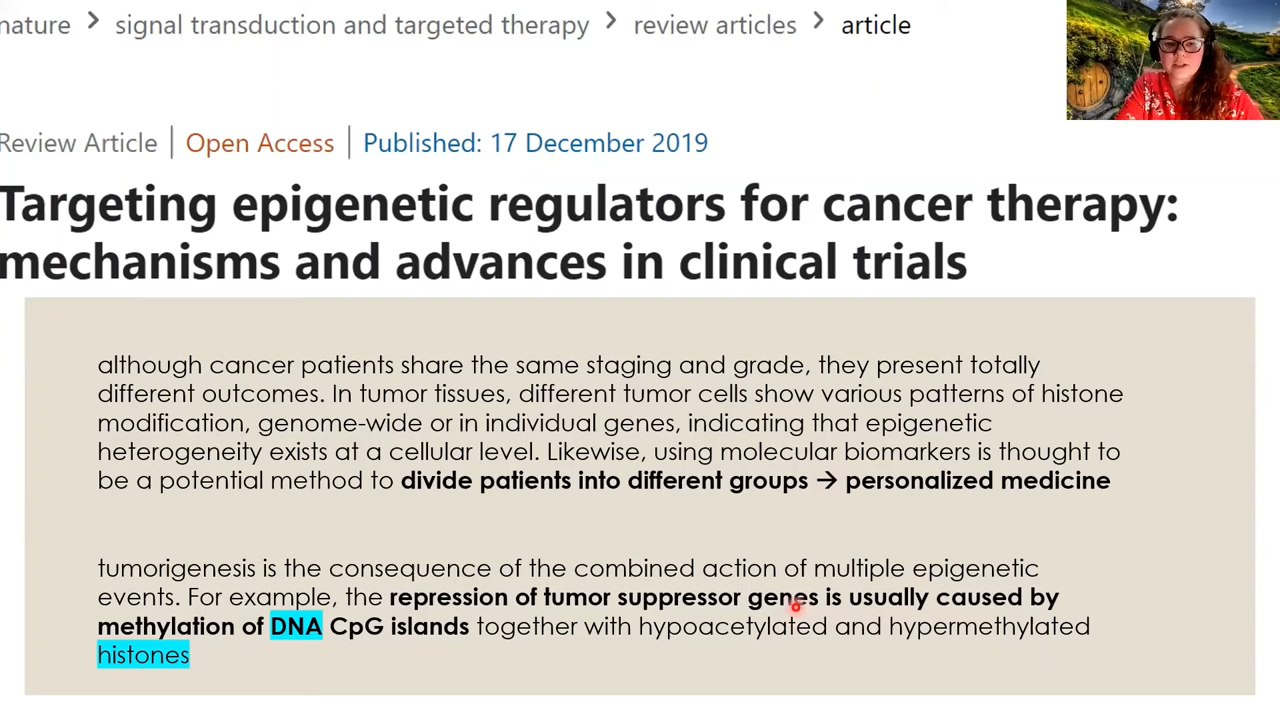 nature > signal transduction and targeted therapy > review articles > article
Review Article | Open Access | Published: 17 December 2019
Targeting epigenetic regulators for cancer therapy:
mechanisms and advances in clinical trials
although cancer patients share the same staging and grade, they present totally
different outcomes. In tumor tissues, different tumor cells show various patterns of histone
modification, genome-wide or in individual genes, indicating that epigenetic
heterogeneity exists at a cellular level. Likewise, using molecular biomarkers is thought to
be a potential method to divide patients into different groups → personalized medicine
tumorigenesis is the consequence of the combined action of multiple epigenetic
events. For example, the repression of tumor suppressor genes is usually caused by
methylation of DNA CpG islands together with hypoacetylated and hypermethylated
histones